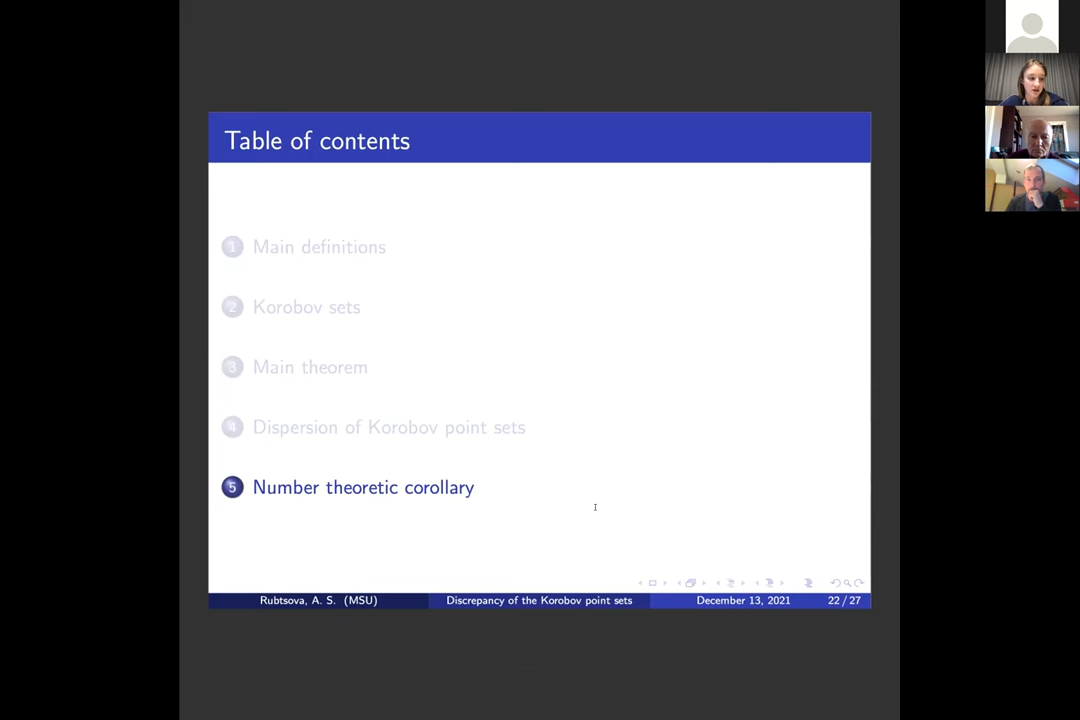 Table of contents
1 Main definitions
2 Korobov sets
3 Main theorem
4 Dispersion of Korobov point sets
5 Number theoretic corollary
Rubtsova, A. S. (MSU) Discrepancy of the Korobov point sets December 13, 2021 22 / 27